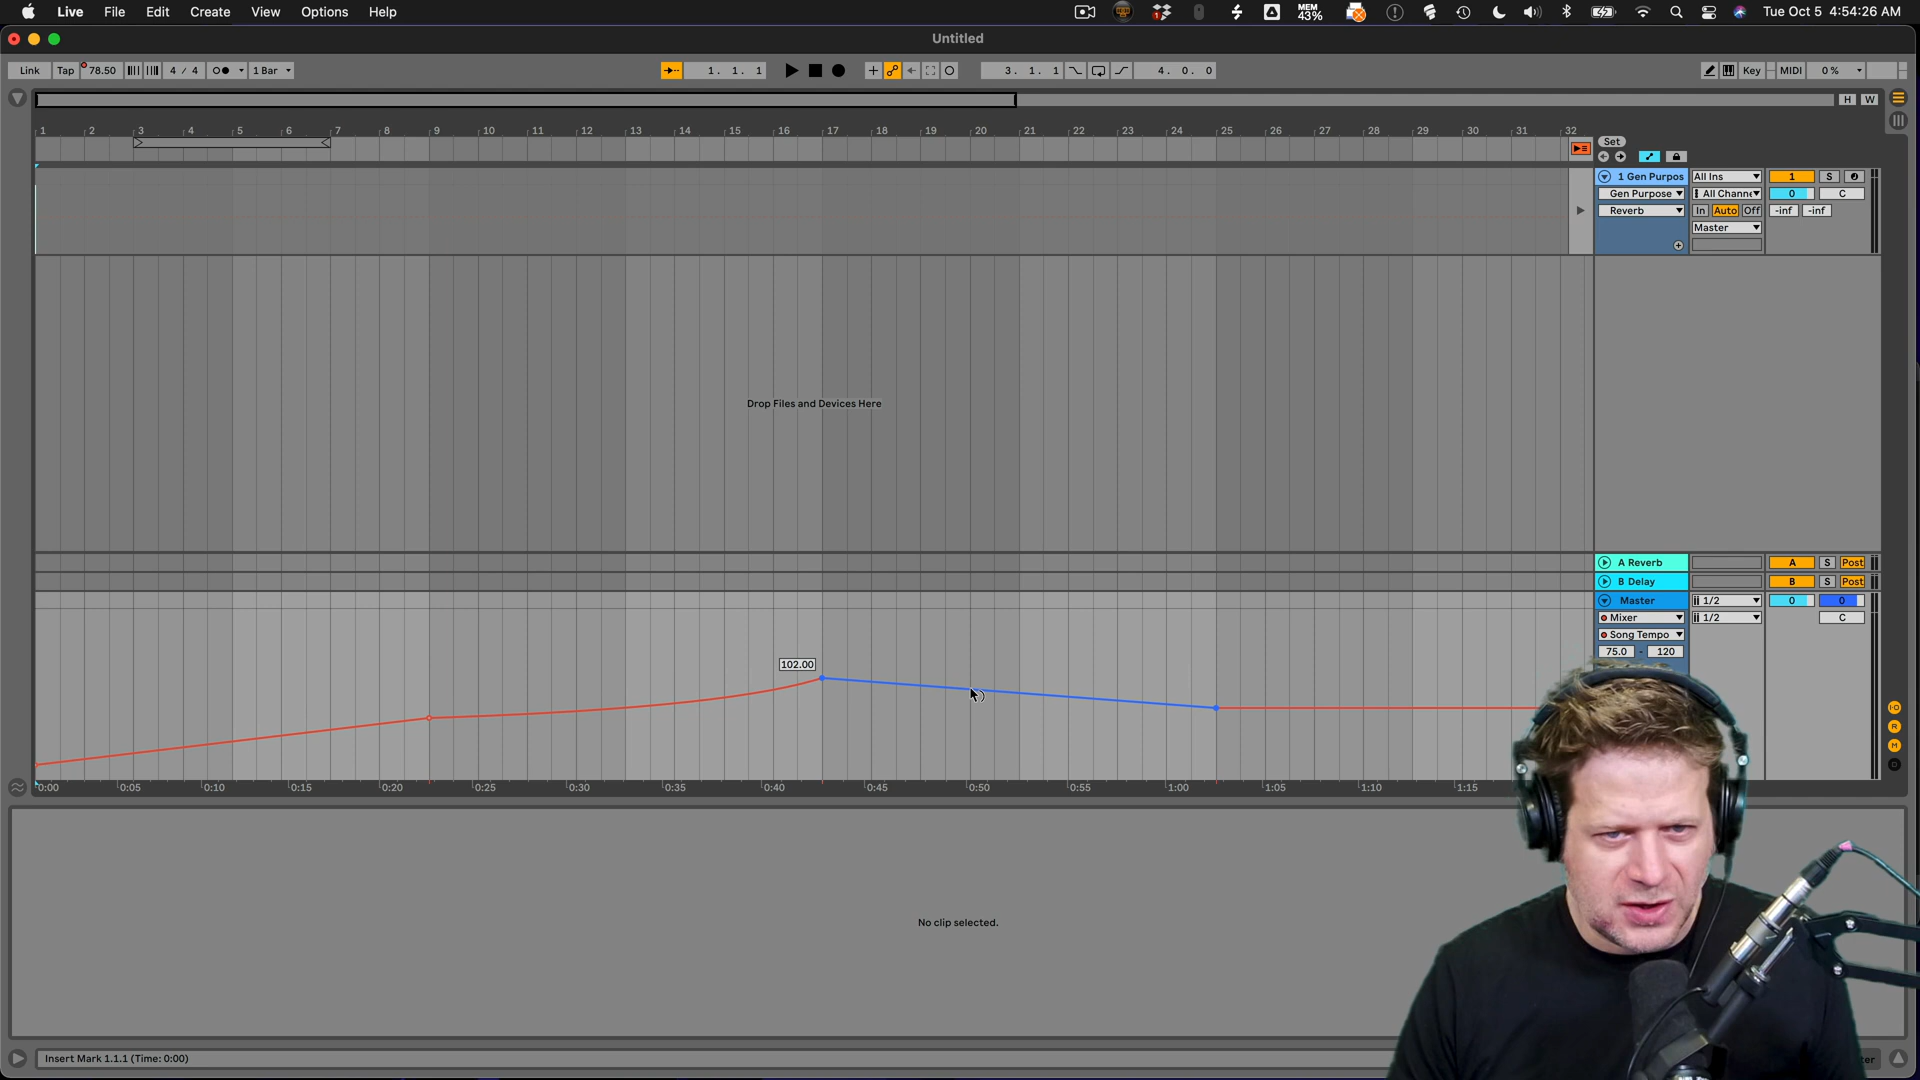 Live File Edit Create View Options Help MEM 43% Tue Oct 5 4:54:26 AM
Untitled
Link Tap 78.50 4 / 4 1 Bar 1. 1. 1 3. 1. 1 4. 0. 0 Key MIDI 0 %
H W
1 2 3 4 5 6 7 8 9 10 11 12 13 14 15 16 17 18 19 20 21 22 23 24 25 26 27 28 29 30 31 32
Set
1 Gen Purpos All Ins 1 S
Gen Purpose All Channe 0 C
Reverb In Auto Off -inf -inf
Master
Drop Files and Devices Here
A Reverb A S Post
B Delay B S Post
Master 1/2 0 0
Mixer 1/2 C
Song Tempo
75.0 - 120
102.00
I·O
R
M
D
0:00 0:05 0:10 0:15 0:20 0:25 0:30 0:35 0:40 0:45 0:50 0:55 1:00 1:05 1:10 1:15
No clip selected.
Insert Mark 1.1.1 (Time: 0:00)